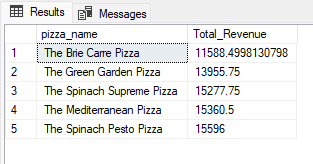 Results Messages
pizza_name Total_Revenue
1 The Brie Carre Pizza 11588.4998130798
2 The Green Garden Pizza 13955.75
3 The Spinach Supreme Pizza 15277.75
4 The Mediterranean Pizza 15360.5
5 The Spinach Pesto Pizza 15596